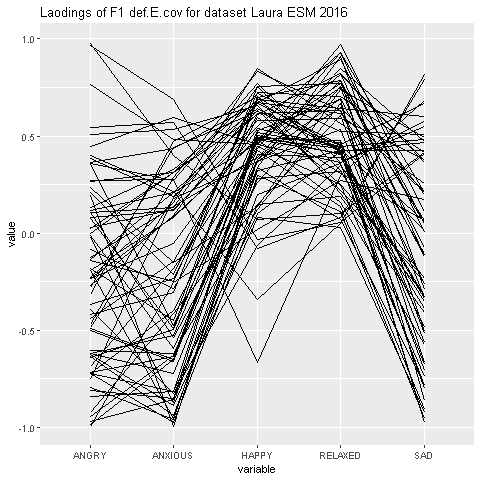 Laodings of F1 def.E.cov for dataset Laura ESM 2016
1.0
0.5
0.0
-0.5
-1.0
value
ANGRY ANXIOUS HAPPY RELAXED SAD
variable